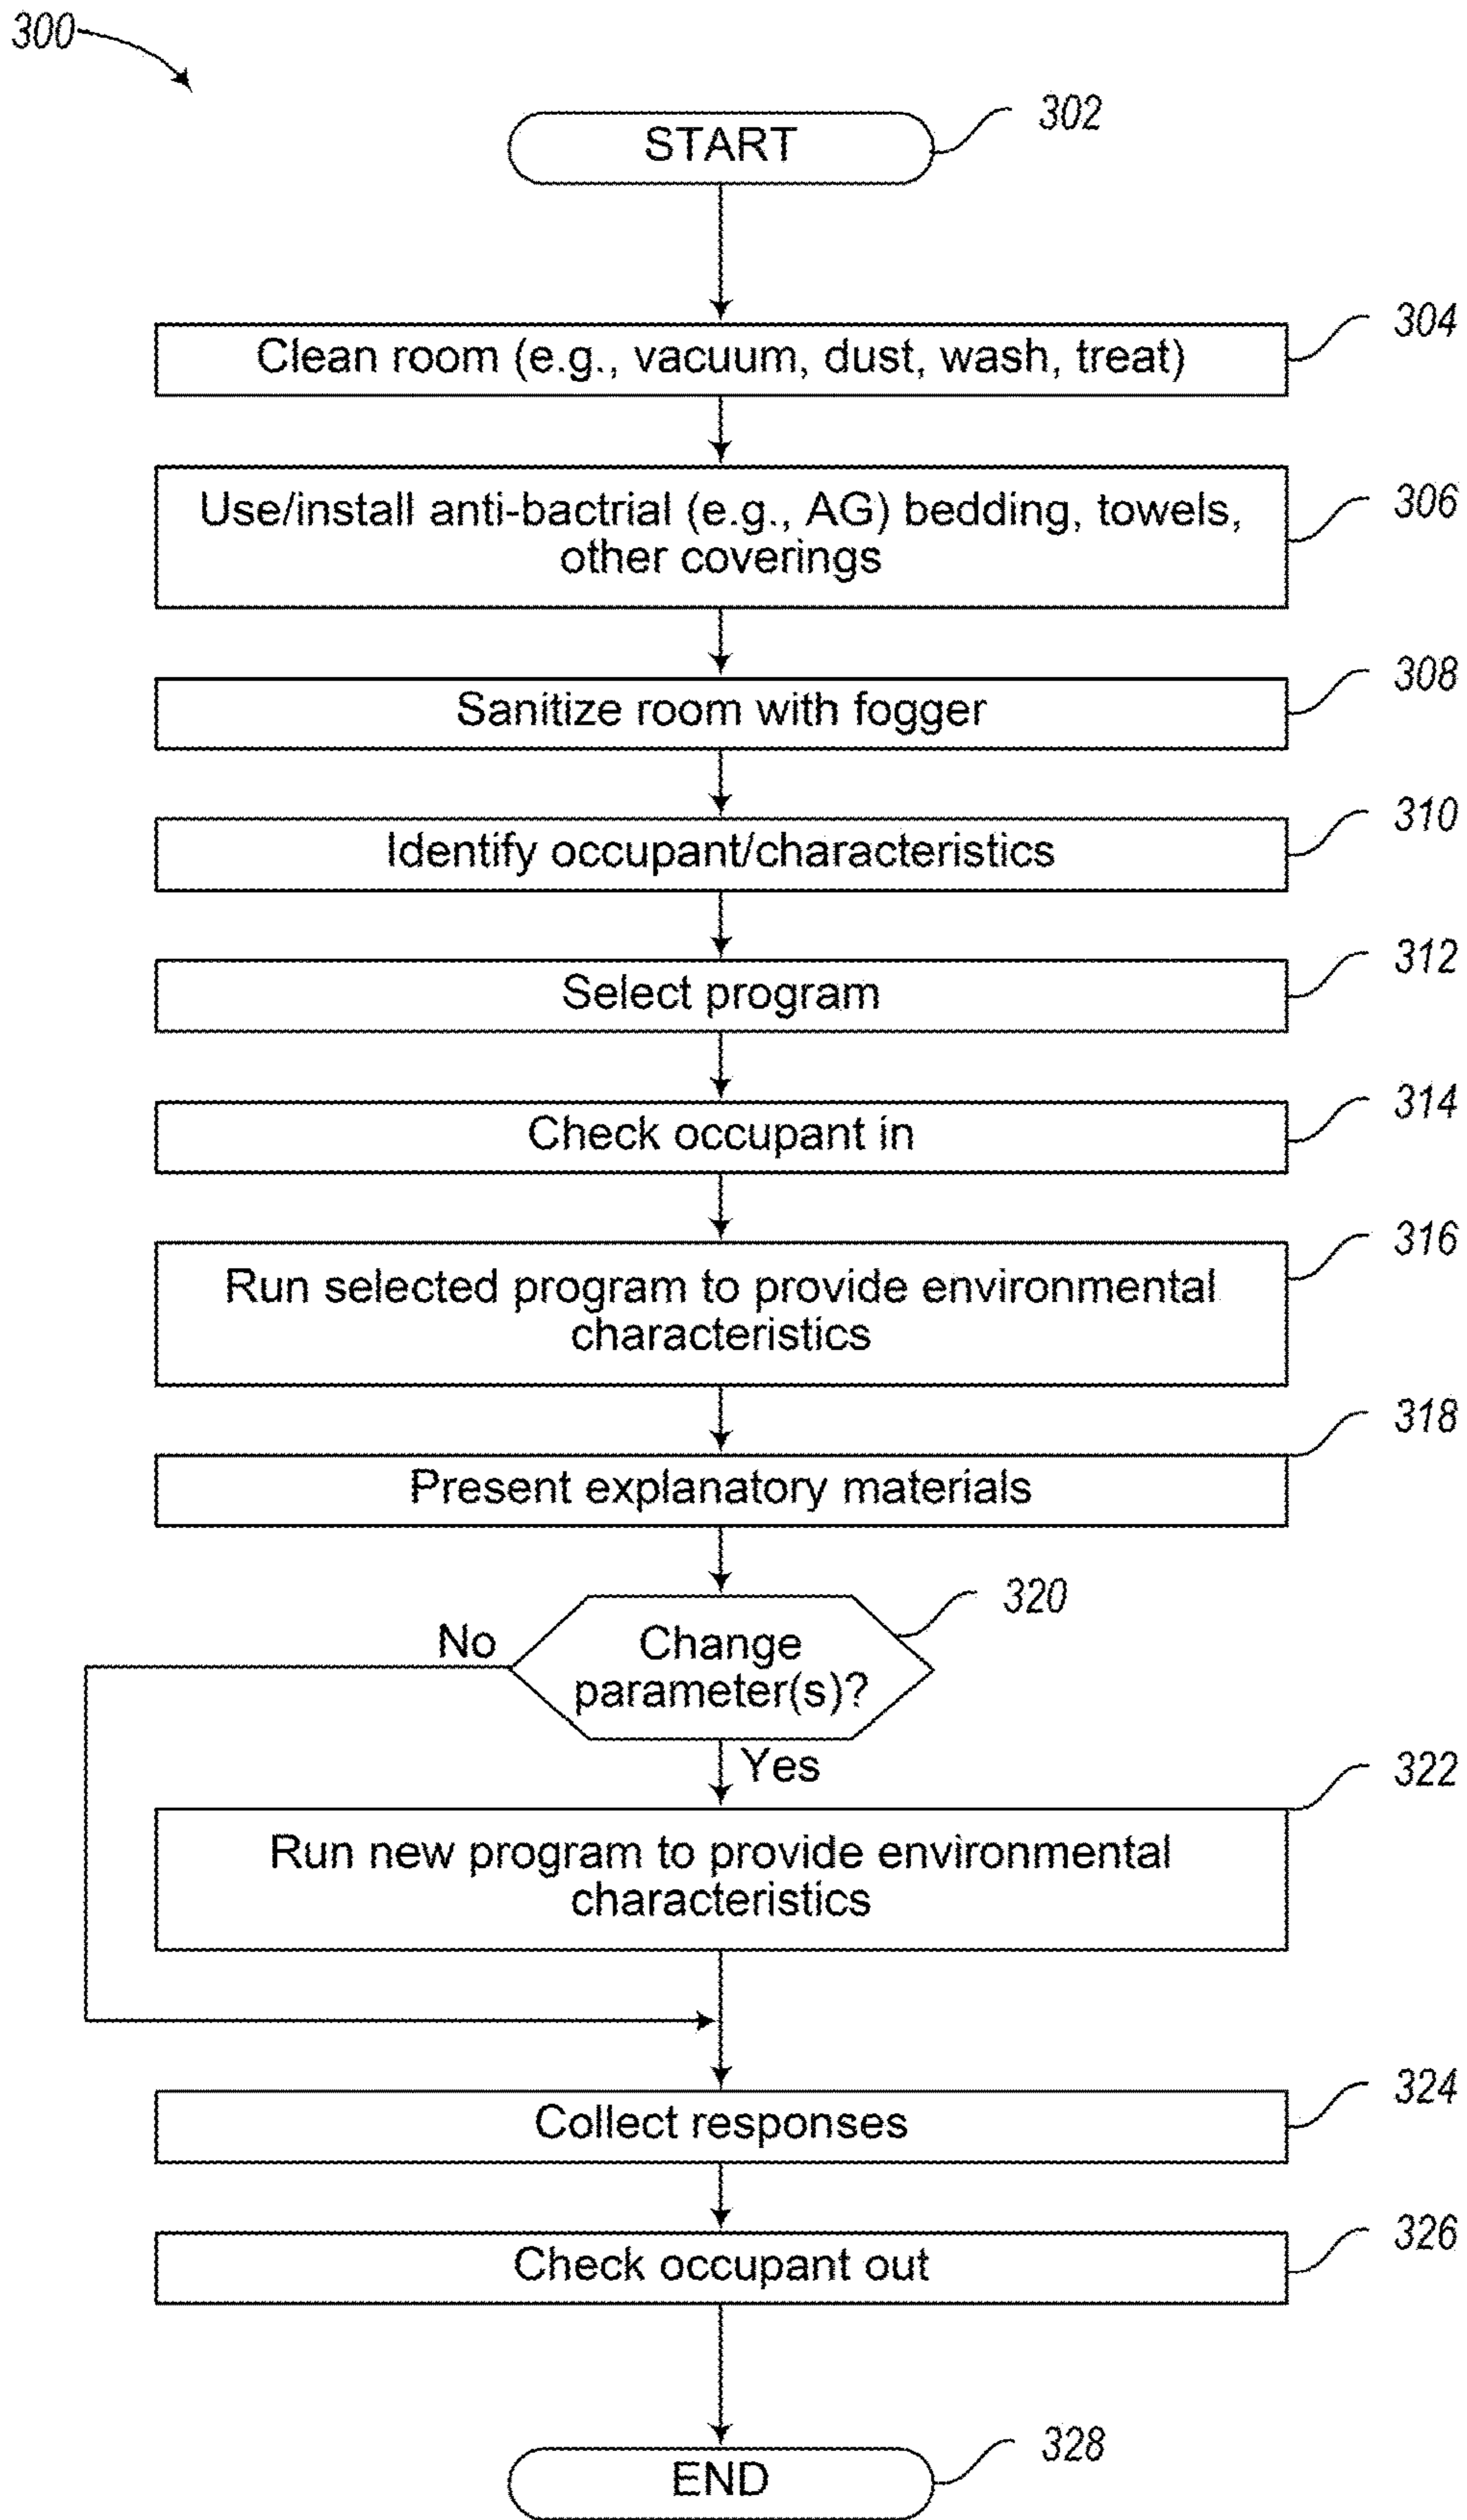 300
START
302
Clean room (e.g., vacuum, dust, wash, treat)
304
Use/install anti-bactrial (e.g., AG) bedding, towels,
other coverings
306
Sanitize room with fogger
308
Identify occupant/characteristics
310
Select program
312
Check occupant in
314
Run selected program to provide environmental
characteristics
316
Present explanatory materials
318
Change
parameter(s)?
320
No
Yes
Run new program to provide environmental
characteristics
322
Collect responses
324
Check occupant out
326
END
328